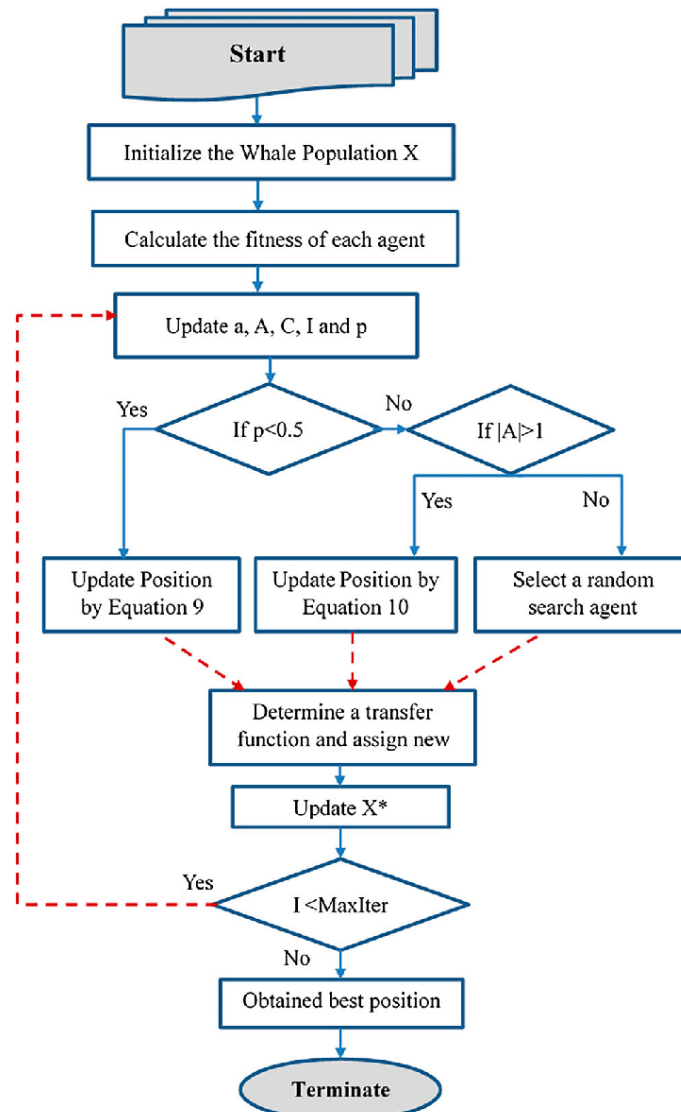 Start
Initialize the Whale Population X
Calculate the fitness of each agent
Update a, A, C, I and p
Yes
If p<0.5
No
If |A|>1
Yes
No
Update Position
by Equation 9
Update Position by
Equation 10
Select a random
search agent
Determine a transfer
function and assign new
Update X*
Yes
I <MaxIter
No
Obtained best position
Terminate